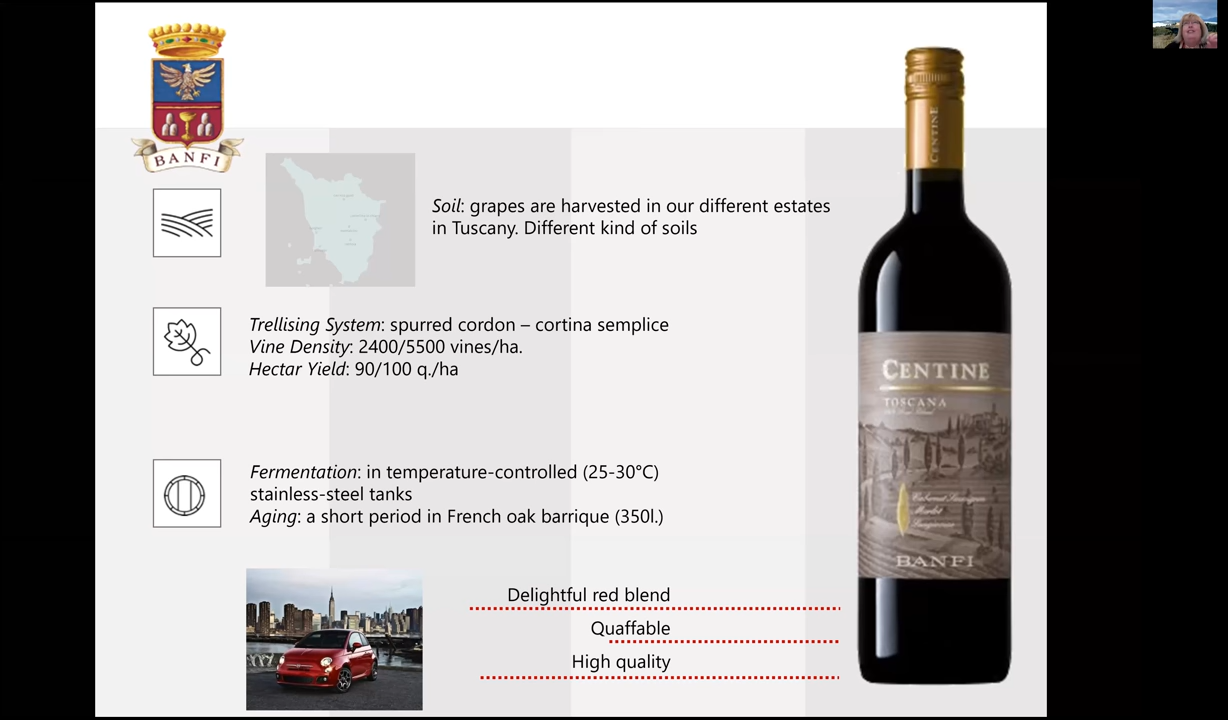 BANFI
Soil: grapes are harvested in our different estates
in Tuscany. Different kind of soils
Trellising System: spurred cordon – cortina semplice
Vine Density: 2400/5500 vines/ha.
Hectar Yield: 90/100 q./ha
Fermentation: in temperature-controlled (25-30°C)
stainless-steel tanks
Aging: a short period in French oak barrique (350l.)
Delightful red blend
Quaffable
High quality
CENTINE
CENTINE
TOSCANA
Cabernet Sauvignon
Merlot
Sangiovese
BANFI